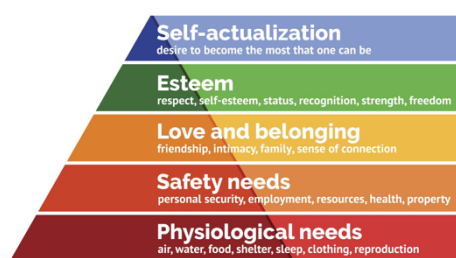 Self-actualization
desire to become the most that one can be
Esteem
respect, self-esteem, status, recognition, strength, freedom
Love and belonging
friendship, intimacy, family, sense of connection
Safety needs
personal security, employment, resources, health, property
Physiological needs
air, water, food, shelter, sleep, clothing, reproduction